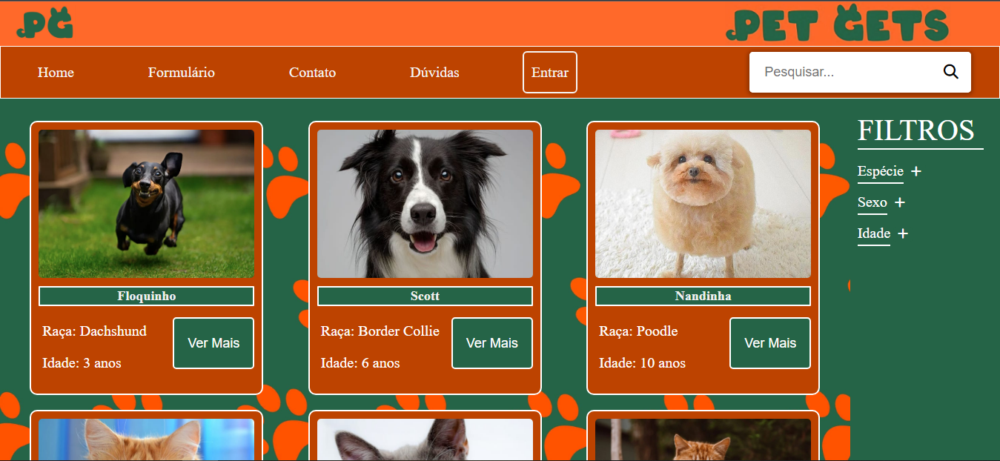 PG
PET GETS
Home
Formulário
Contato
Dúvidas
Entrar
Pesquisar...
FILTROS
Espécie +
Sexo +
Idade +
Floquinho
Raça: Dachshund
Idade: 3 anos
Ver Mais
Scott
Raça: Border Collie
Idade: 6 anos
Ver Mais
Nandinha
Raça: Poodle
Idade: 10 anos
Ver Mais